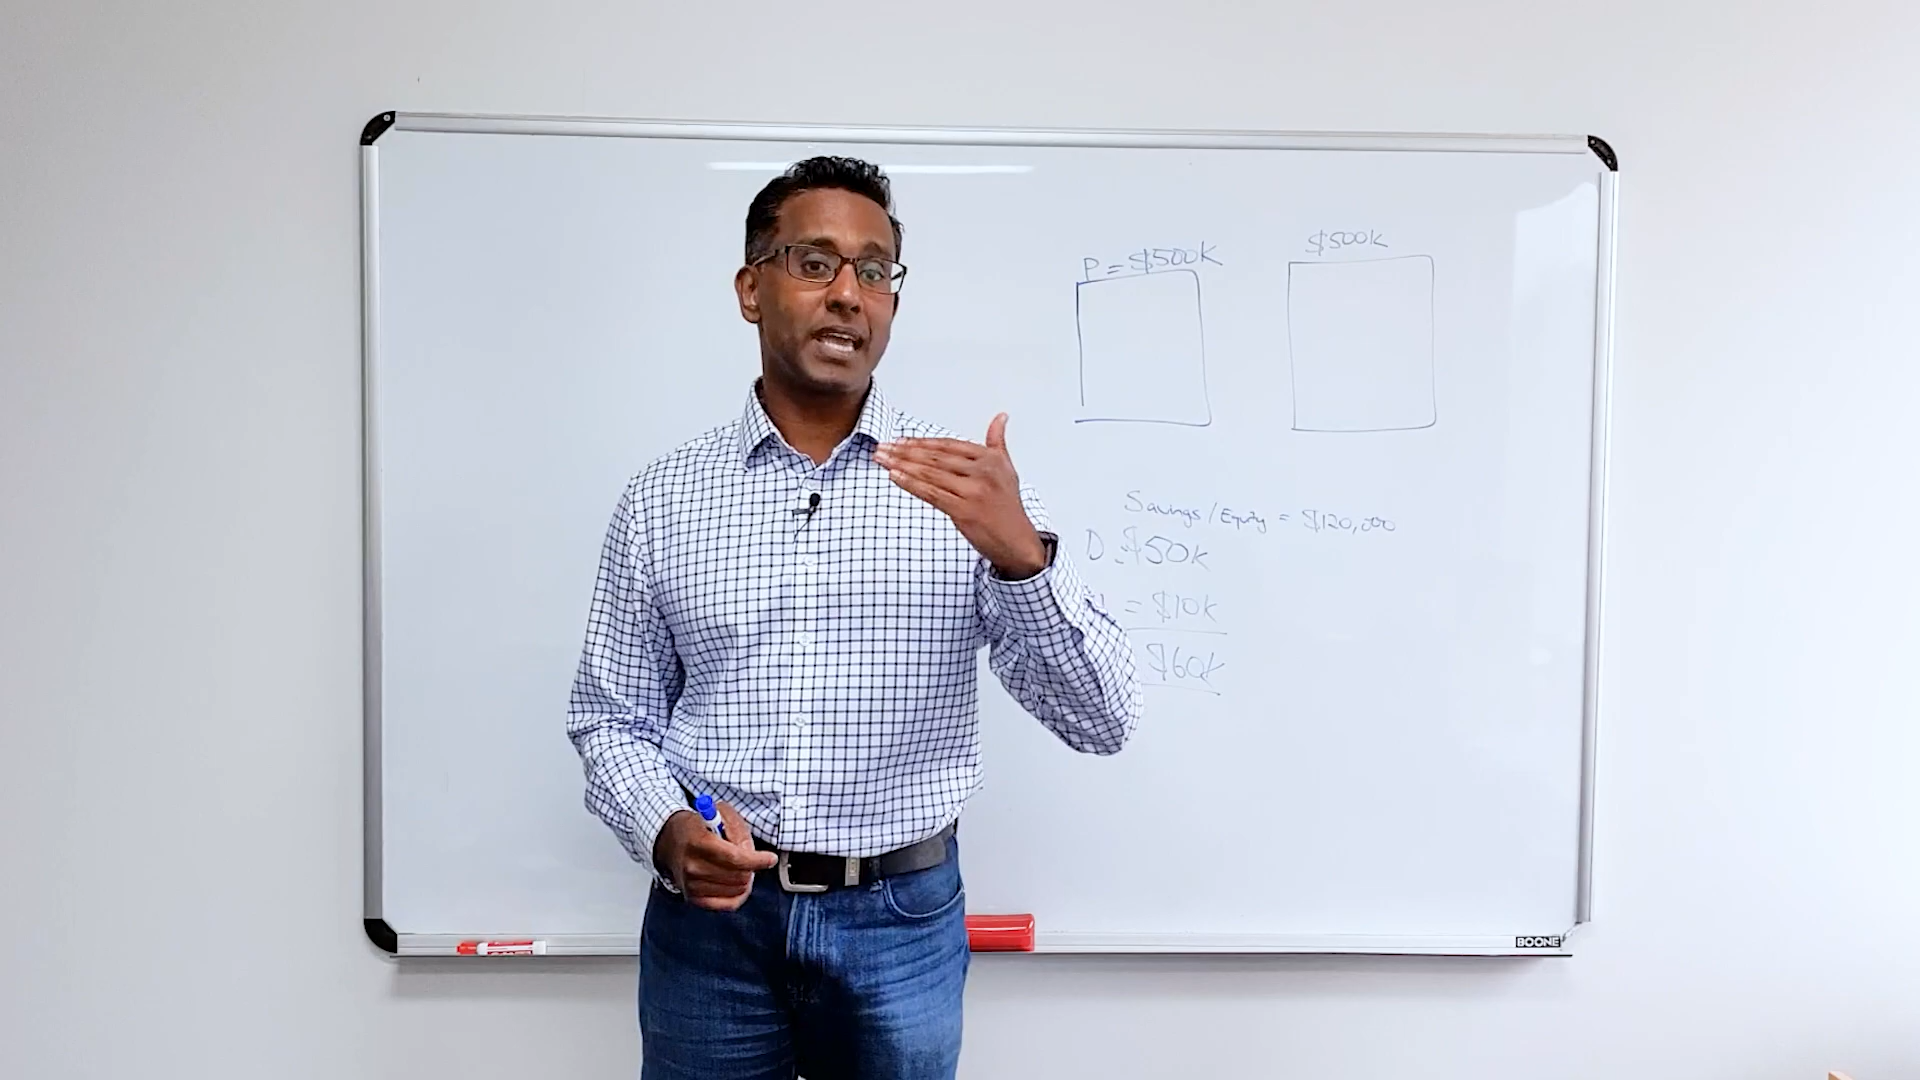 P = $500K
$500k
Savings/Equity = $120,000
D = $50k
= $10k
$60k
BOONE